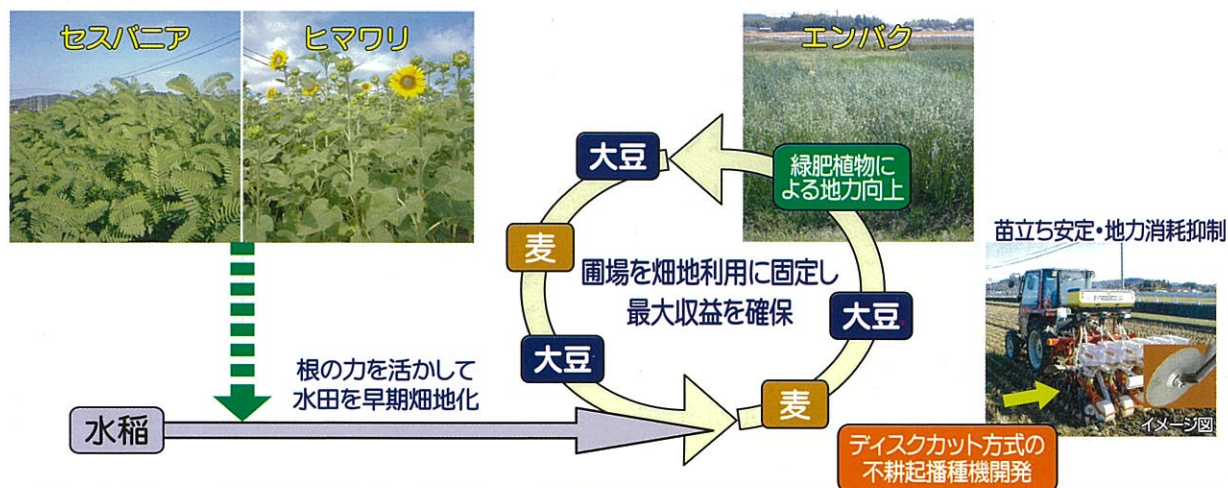 セスバニア
ヒマワリ
エンバク
大豆
緑肥植物に
よる地力向上
麦
圃場を畑地利用に固定し
最大収益を確保
大豆
大豆
麦
苗立ち安定・地力消耗抑制
イメージ図
根の力を活かして
水田を早期畑地化
水稲
ディスクカット方式の
不耕起播種機開発